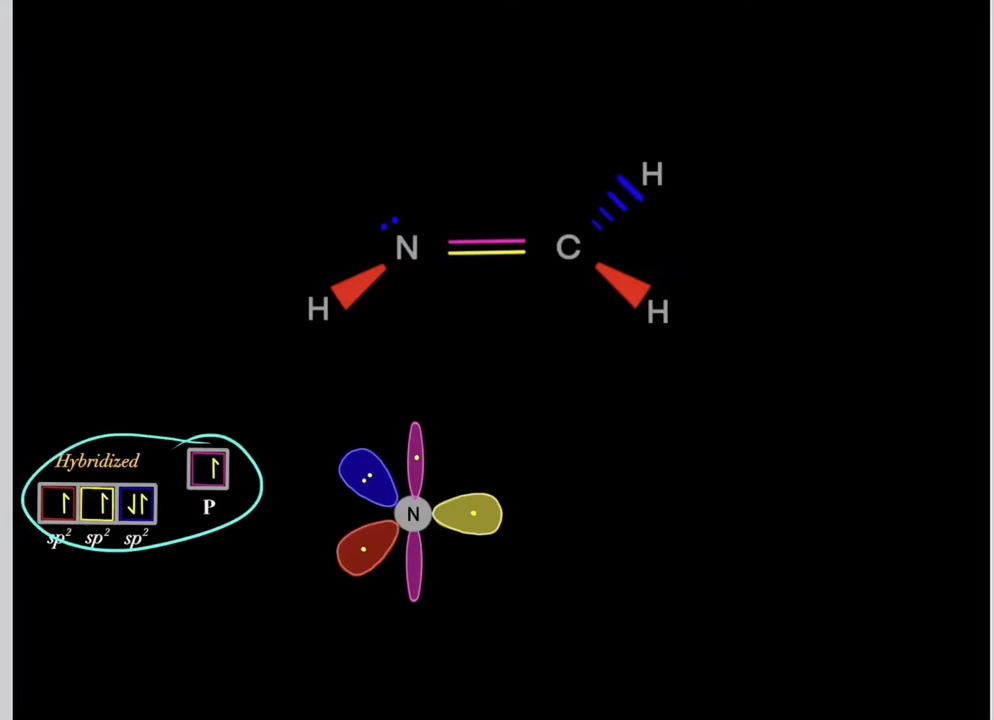 H
N C
H H
Hybridized
P
sp² sp² sp²
N